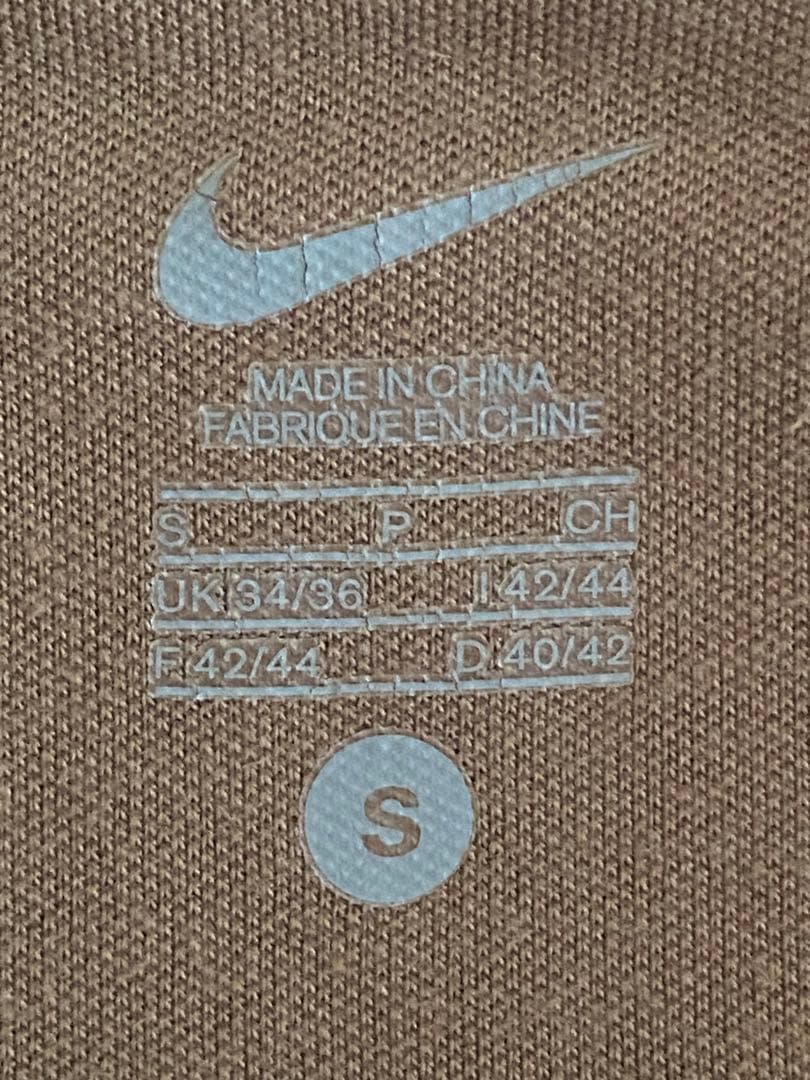 MADE IN CHINA
FABRIQUE EN CHINE
S P CH
UK 34/36 I 42/44
F 42/44 D 40/42
S